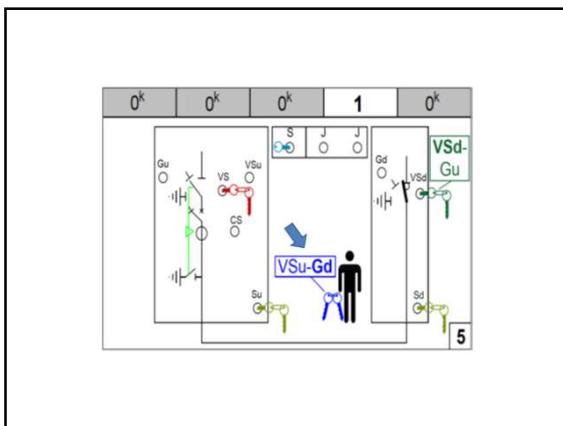 0k 0k 0k 1 0k
S J J
VSd-
Gu
Gu
VS
VSu
Gd
VSd
CS
VSu-Gd
Su
Sd
5